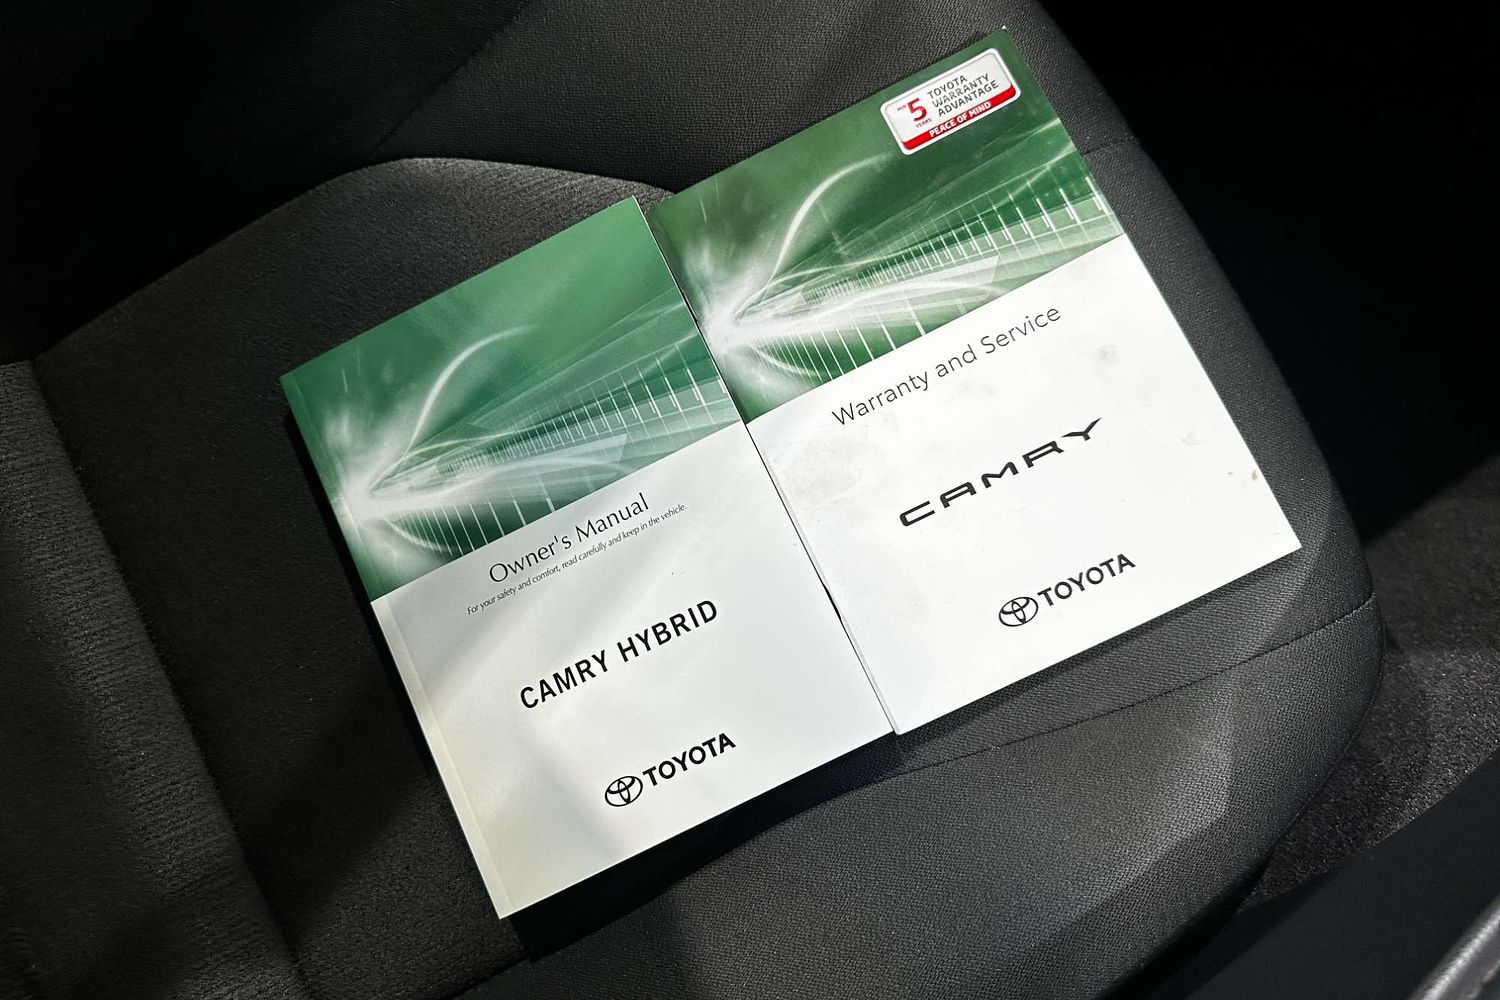 Owner's Manual
For your safety and comfort, read carefully and keep in the vehicle.
CAMRY HYBRID
TOYOTA
MIN 5 YEARS
TOYOTA
WARRANTY
ADVANTAGE
PEACE OF MIND
Warranty and Service
CAMRY
TOYOTA